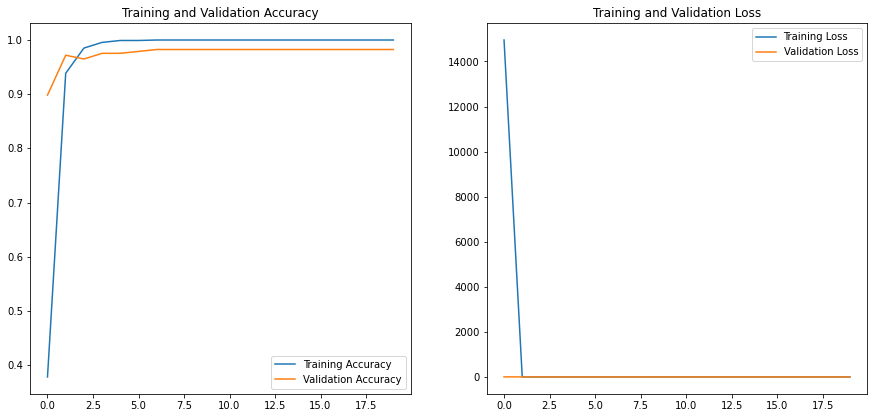 Training and Validation Accuracy
1.0
0.9
0.8
0.7
0.6
0.5
0.4
Training Accuracy
Validation Accuracy
0.0 2.5 5.0 7.5 10.0 12.5 15.0 17.5
Training and Validation Loss
Training Loss
Validation Loss
14000
12000
10000
8000
6000
4000
2000
0
0.0 2.5 5.0 7.5 10.0 12.5 15.0 17.5